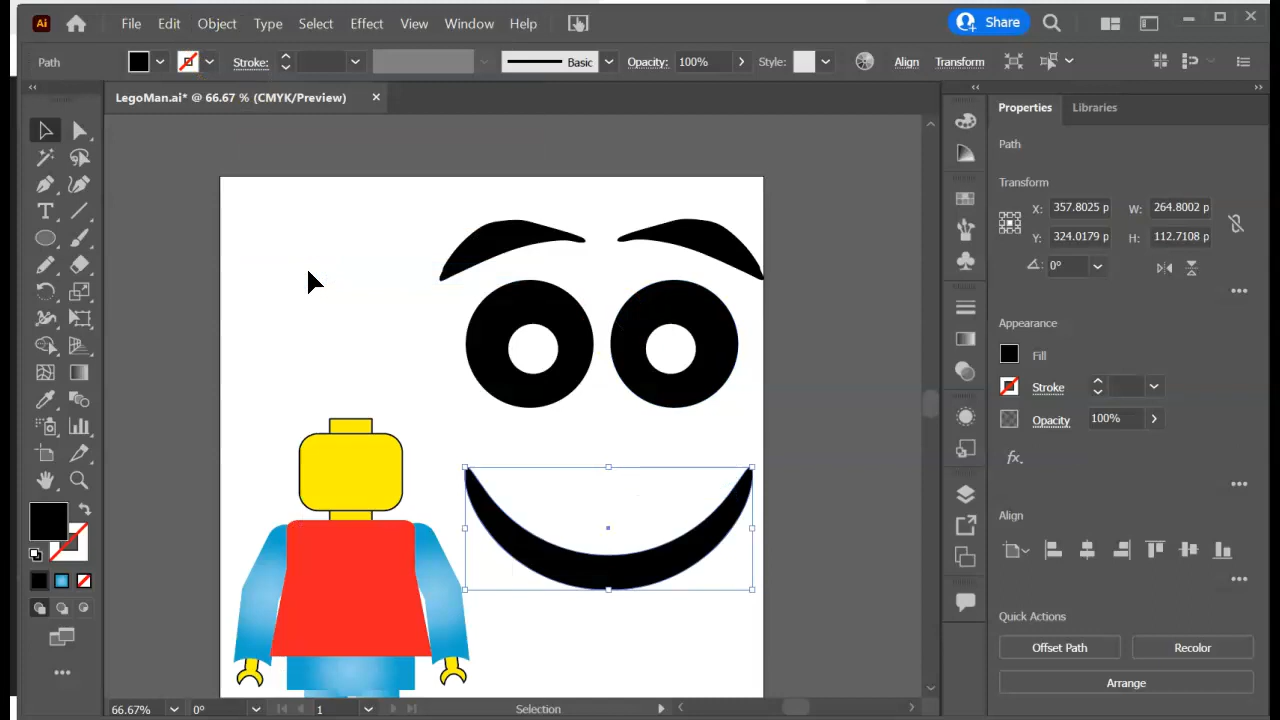 Ai File Edit Object Type Select Effect View Window Help Share
Path Stroke: Basic Opacity: 100% Style: Align Transform
LegoMan.ai* @ 66.67 % (CMYK/Preview) ×
Properties Libraries
Path
Transform
X: 357.8025 p W: 264.8002 p
Y: 324.0179 p H: 112.7108 p
0°
Appearance
Fill
Stroke
Opacity 100%
fx.
Align
Quick Actions
Offset Path Recolor
Arrange
66.67% 0° 1 Selection